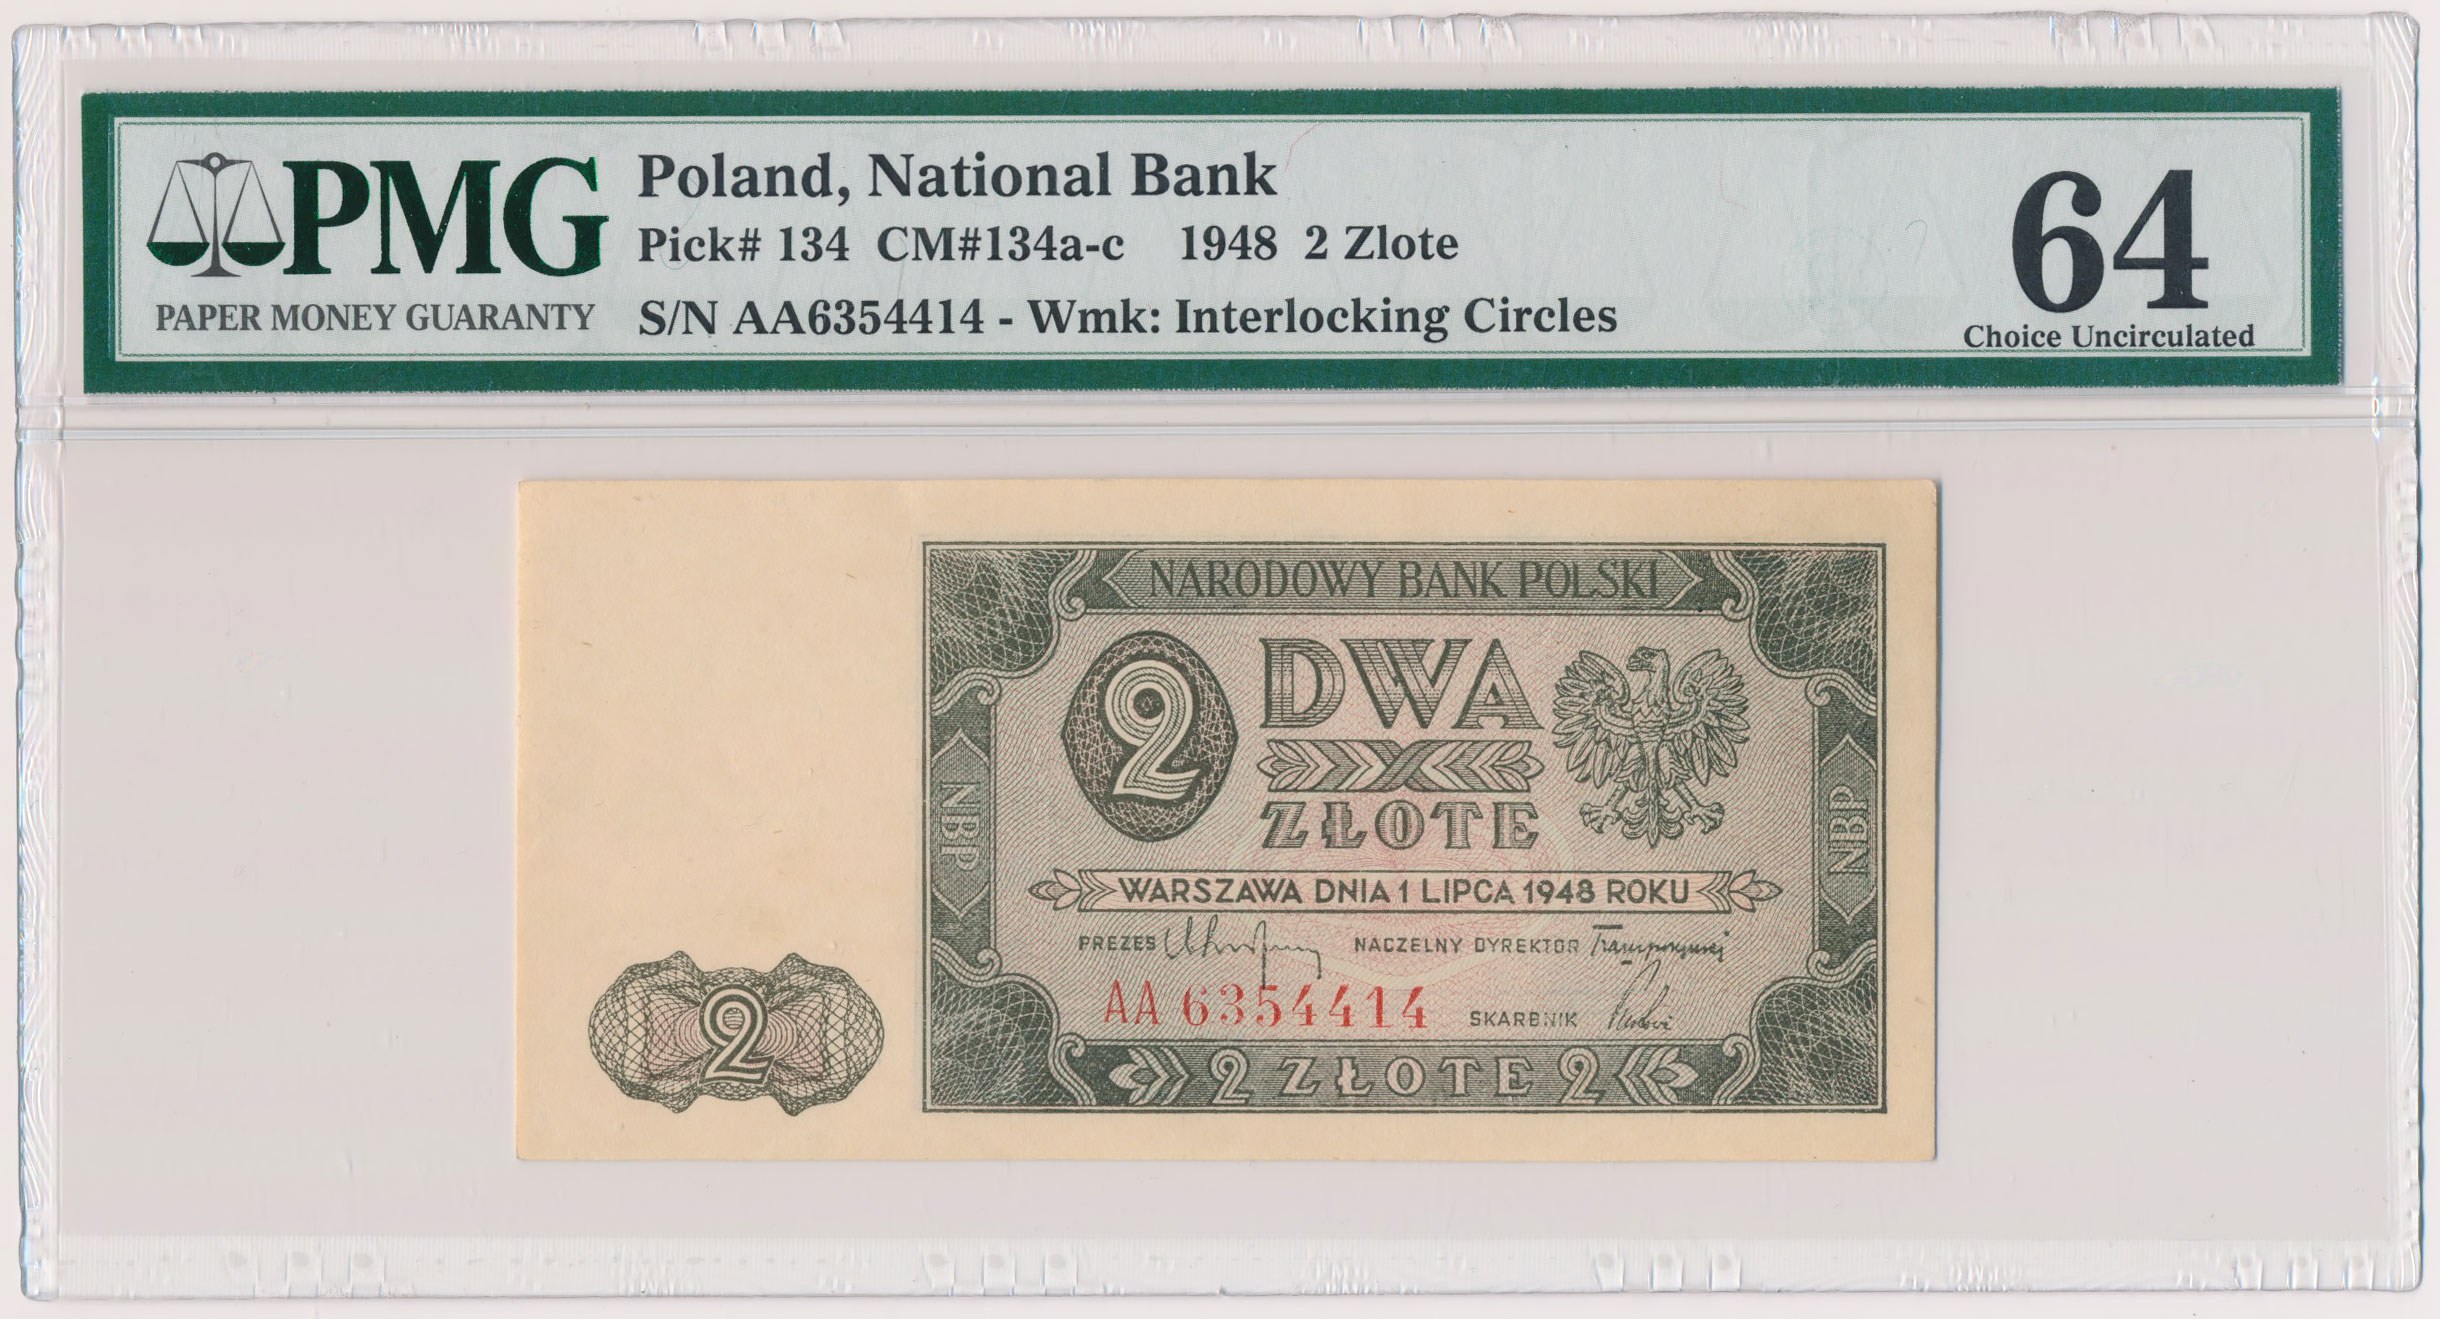 PMG
PAPER MONEY GUARANTY
Poland, National Bank
Pick# 134 CM#134a-c 1948 2 Zlote
S/N AA6354414 - Wmk: Interlocking Circles
64
Choice Uncirculated
NARODOWY BANK POLSKI
2 DWA
ZŁOTE
NBP
NBP
WARSZAWA DNIA 1 LIPCA 1948 ROKU
PREZES NACZELNY DYREKTOR
AA 6354414 SKARBNIK
2
2 ZŁOTE 2